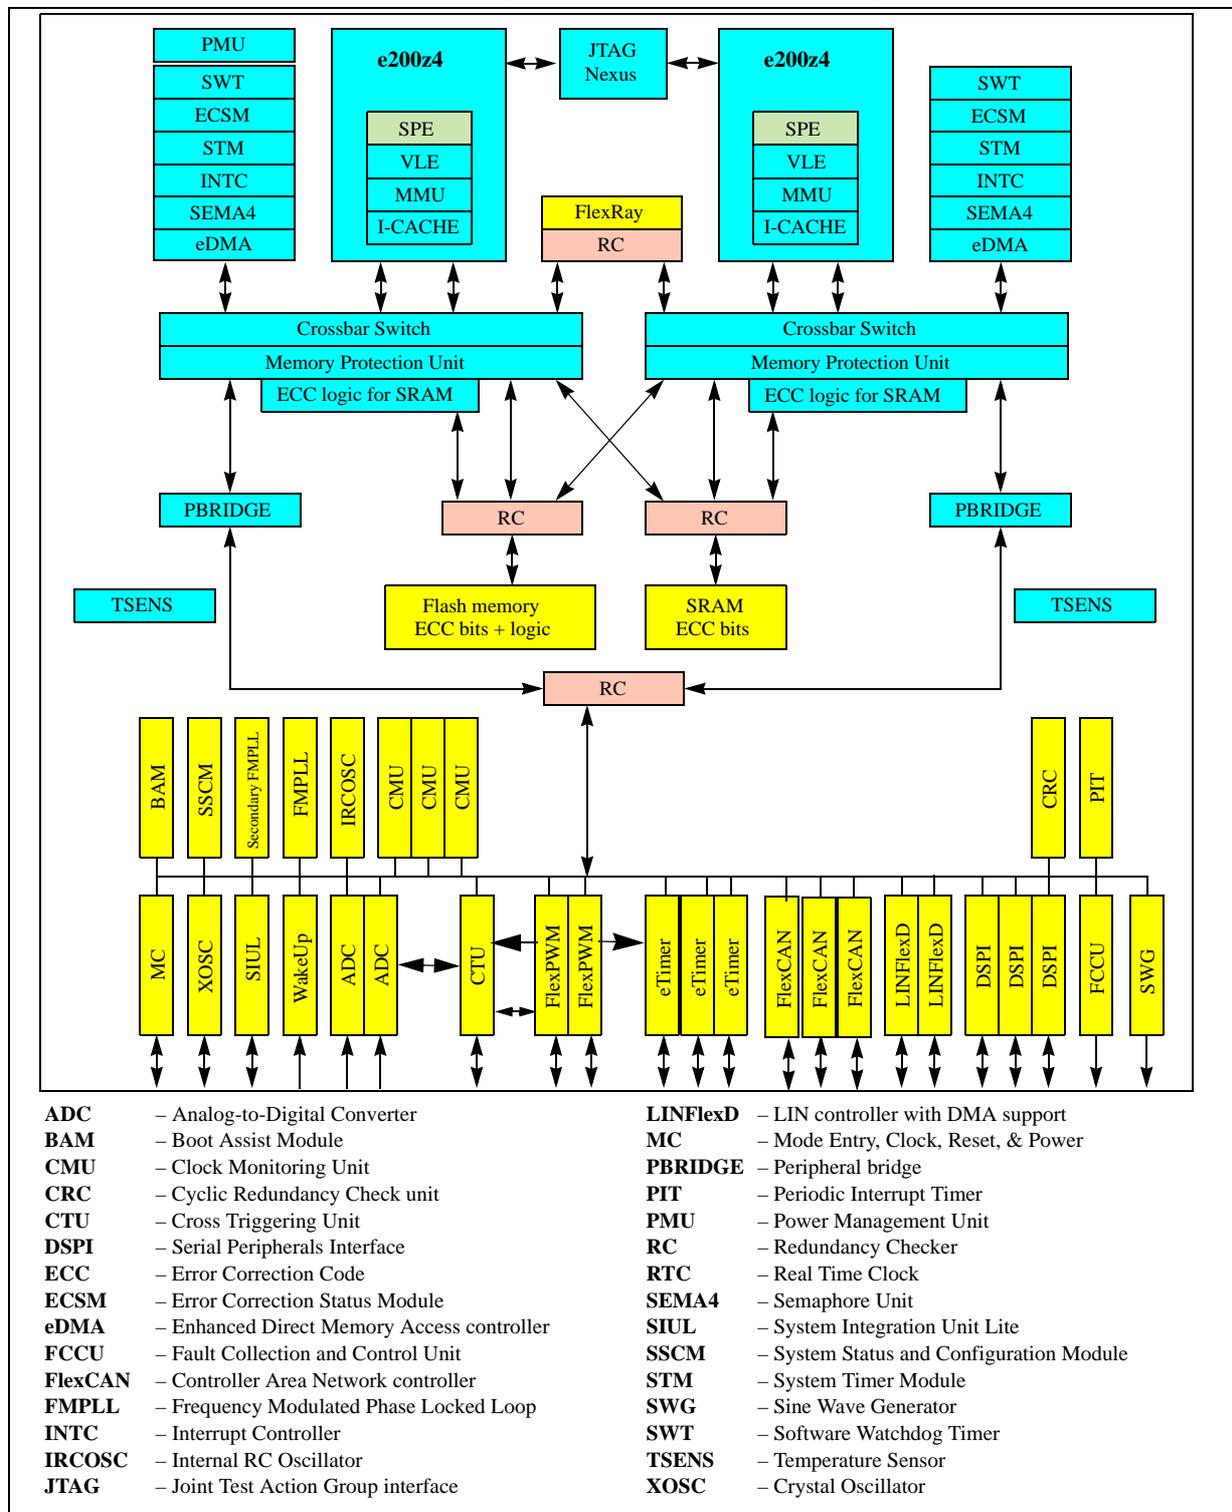 PMU
SWT
ECSM
STM
INTC
SEMA4
eDMA
e200z4
SPE
VLE
MMU
I-CACHE
JTAG
Nexus
FlexRay
RC
e200z4
SPE
VLE
MMU
I-CACHE
SWT
ECSM
STM
INTC
SEMA4
eDMA
Crossbar Switch
Memory Protection Unit
ECC logic for SRAM
Crossbar Switch
Memory Protection Unit
ECC logic for SRAM
PBRIDGE
RC
RC
PBRIDGE
TSENS
Flash memory
ECC bits + logic
SRAM
ECC bits
TSENS
RC
BAM
SSCM
Secondary FMPLL
FMPLL
IRCOSC
CMU
CMU
CMU
CRC
PIT
MC
XOSC
SIUL
WakeUp
ADC
ADC
CTU
FlexPWM
FlexPWM
eTimer
eTimer
eTimer
FlexCAN
FlexCAN
FlexCAN
LINFlexD
LINFlexD
DSPI
DSPI
DSPI
FCCU
SWG
ADC – Analog-to-Digital Converter
BAM – Boot Assist Module
CMU – Clock Monitoring Unit
CRC – Cyclic Redundancy Check unit
CTU – Cross Triggering Unit
DSPI – Serial Peripherals Interface
ECC – Error Correction Code
ECSM – Error Correction Status Module
eDMA – Enhanced Direct Memory Access controller
FCCU – Fault Collection and Control Unit
FlexCAN – Controller Area Network controller
FMPLL – Frequency Modulated Phase Locked Loop
INTC – Interrupt Controller
IRCOSC – Internal RC Oscillator
JTAG – Joint Test Action Group interface
LINFlexD – LIN controller with DMA support
MC – Mode Entry, Clock, Reset, & Power
PBRIDGE – Peripheral bridge
PIT – Periodic Interrupt Timer
PMU – Power Management Unit
RC – Redundancy Checker
RTC – Real Time Clock
SEMA4 – Semaphore Unit
SIUL – System Integration Unit Lite
SSCM – System Status and Configuration Module
STM – System Timer Module
SWG – Sine Wave Generator
SWT – Software Watchdog Timer
TSENS – Temperature Sensor
XOSC – Crystal Oscillator